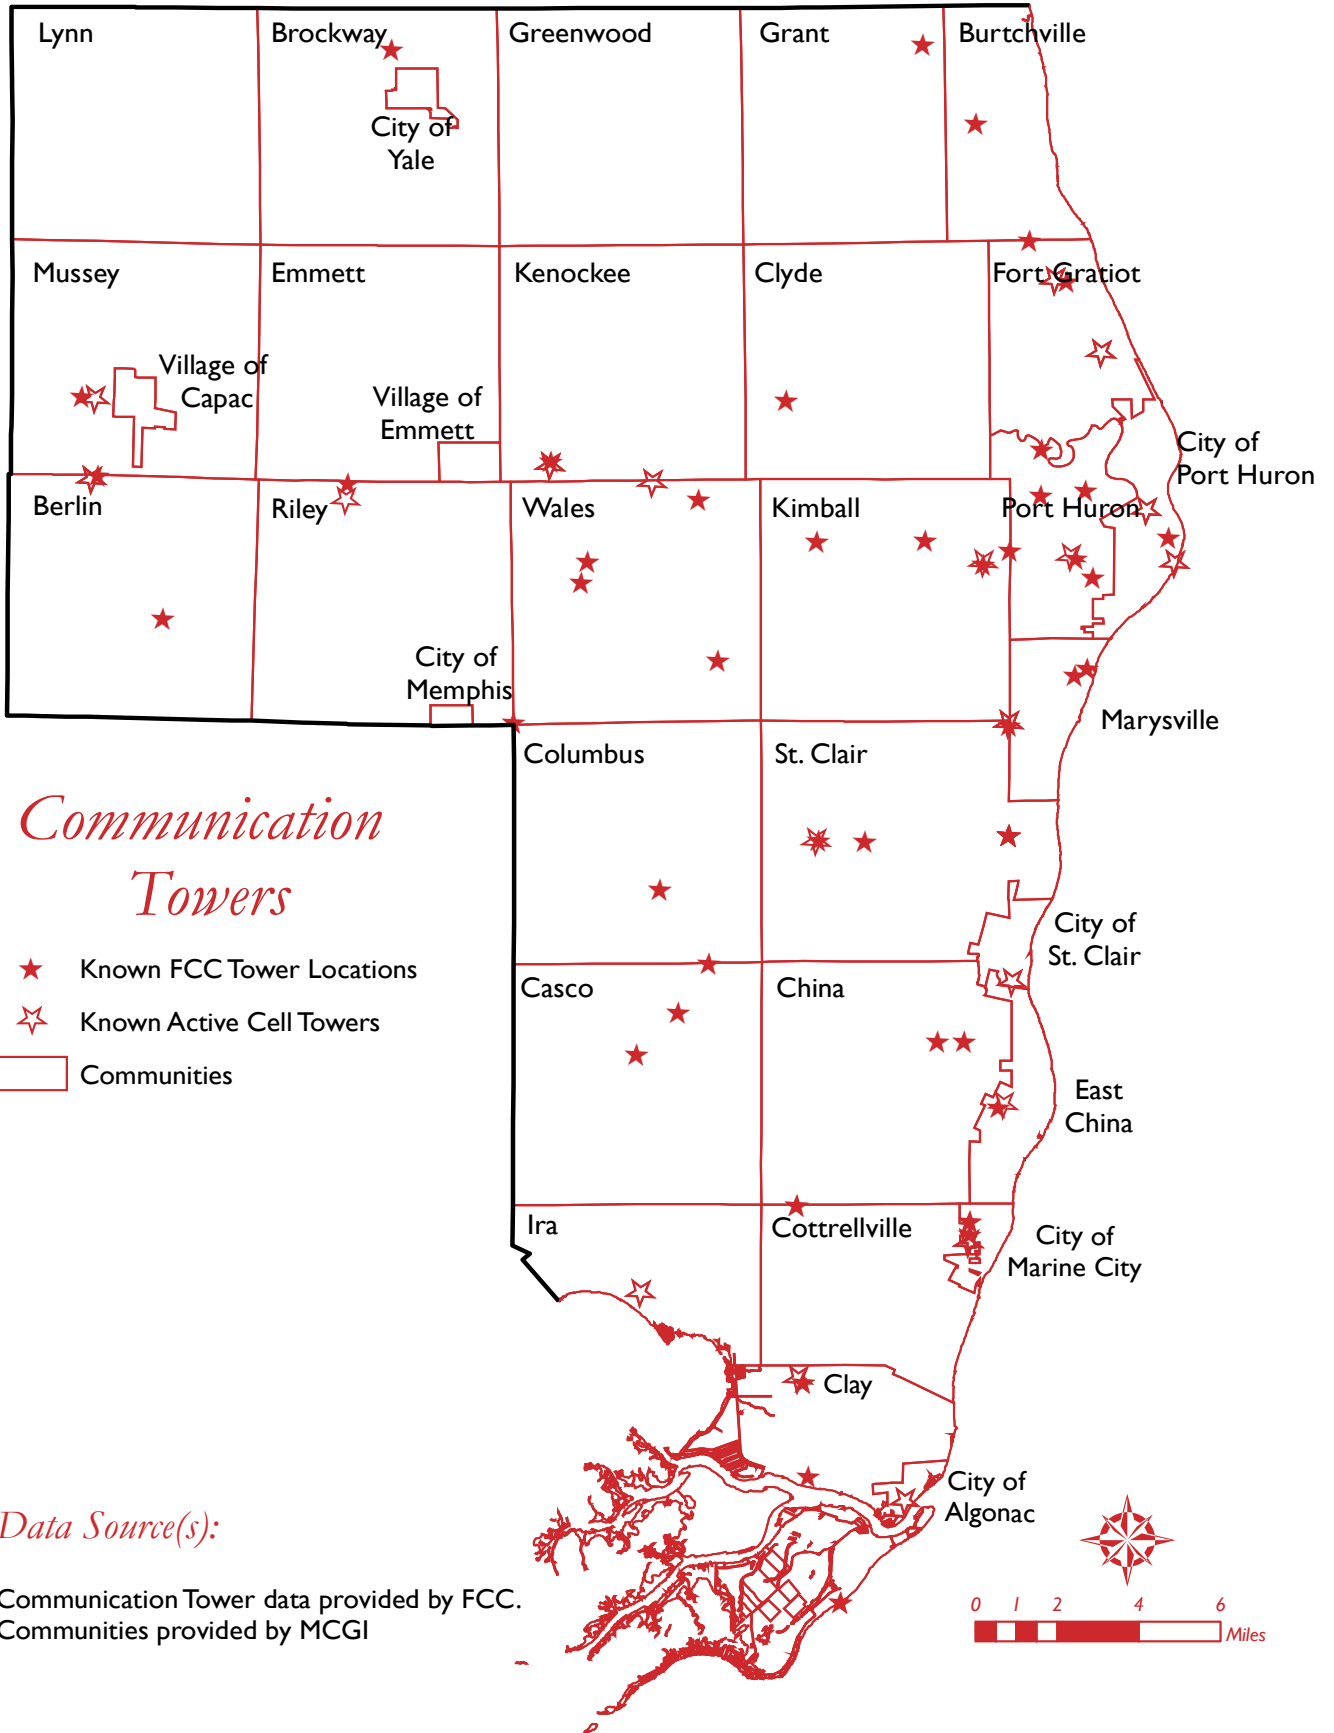 Lynn
Brockway
Greenwood
Grant
Burtchville
City of
Yale
Mussey
Emmett
Kenockee
Clyde
Fort Gratiot
Village of
Capac
Village of
Emmett
City of
Port Huron
Berlin
Riley
Wales
Kimball
Port Huron
City of
Memphis
Marysville
Columbus
St. Clair
Communication
Towers
City of
St. Clair
Known FCC Tower Locations
Casco
China
Known Active Cell Towers
Communities
East
China
Ira
Cottrellville
City of
Marine City
Clay
City of
Algonac
Data Source(s):
Communication Tower data provided by FCC.
Communities provided by MCGI
0 1 2 4 6
Miles